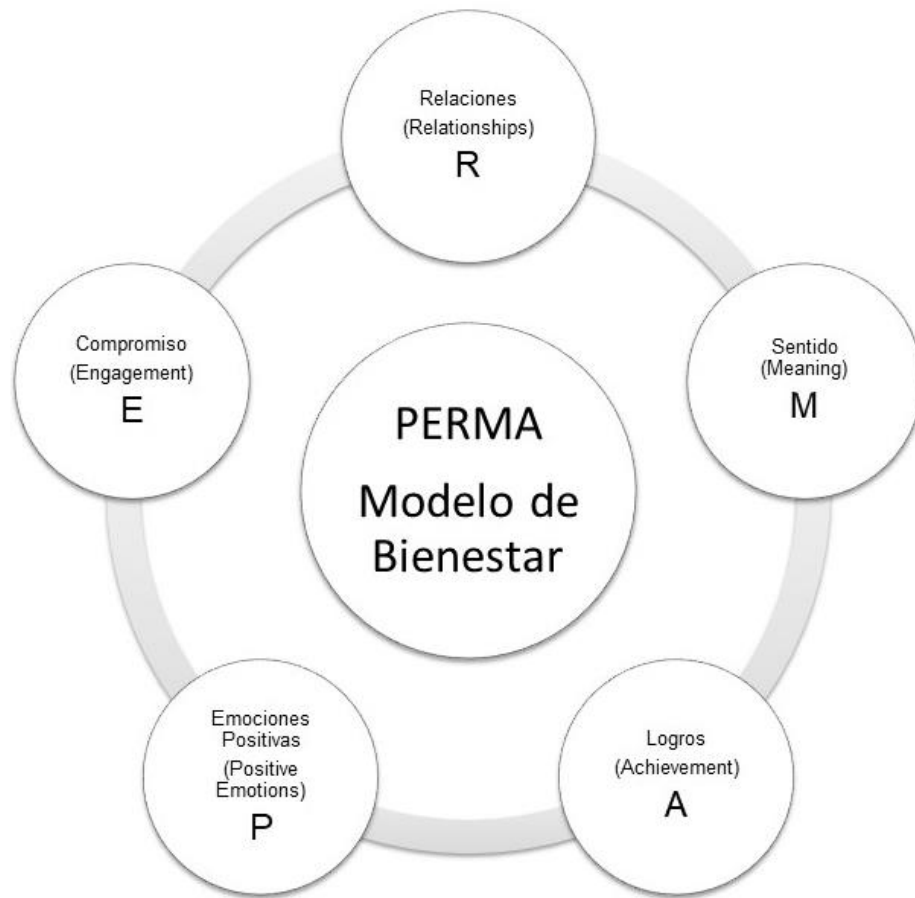 Relaciones
(Relationships)
R
Compromiso
(Engagement)
E
Sentido
(Meaning)
M
PERMA
Modelo de
Bienestar
Emociones
Positivas
(Positive
Emotions)
P
Logros
(Achievement)
A